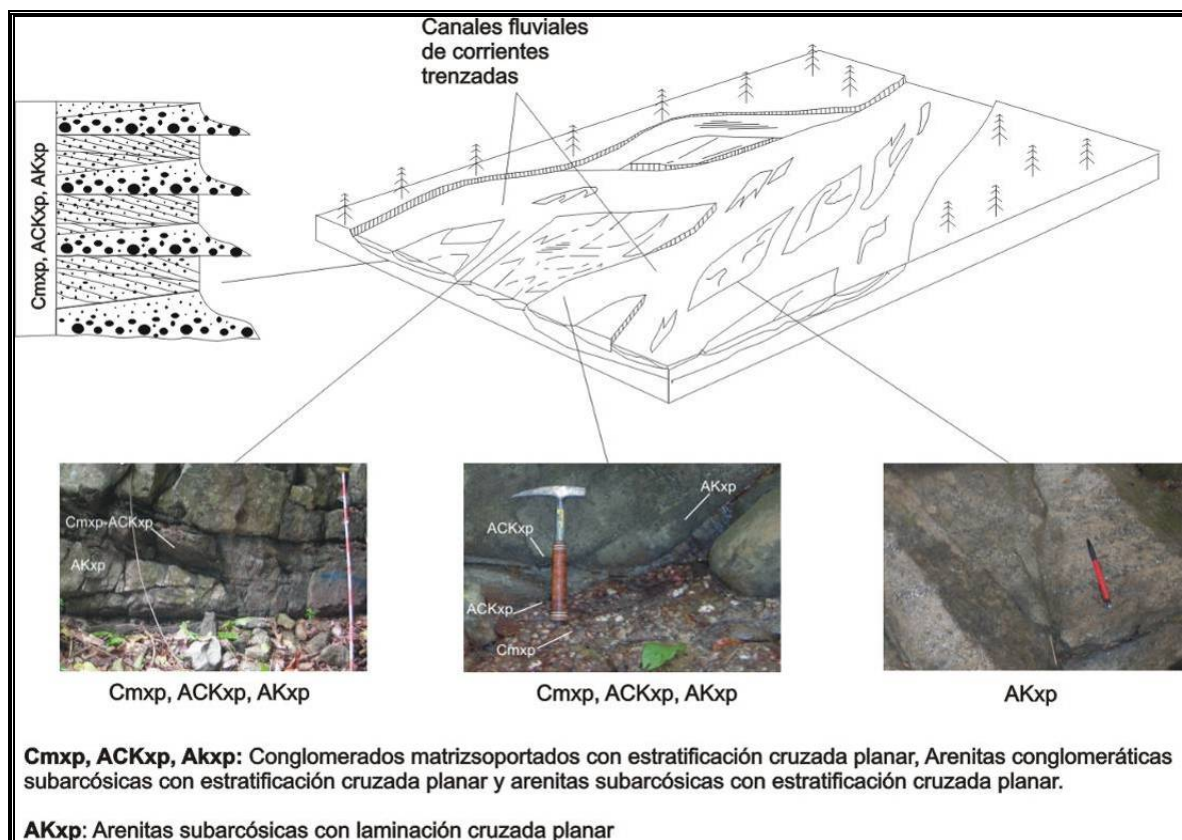 Canales fluviales
de corrientes
trenzadas
Cmxp, ACKxp, AKxp
Cmxp-ACKxp
AKxp
ACKxp
AKxp
ACKxp
Cmxp
Cmxp, ACKxp, AKxp
Cmxp, ACKxp, AKxp
AKxp
Cmxp, ACKxp, Akxp: Conglomerados matrizsoportados con estratificación cruzada planar, Arenitas conglomeráticas
subarcósicas con estratificación cruzada planar y arenitas subarcósicas con estratificación cruzada planar.
AKxp: Arenitas subarcósicas con laminación cruzada planar